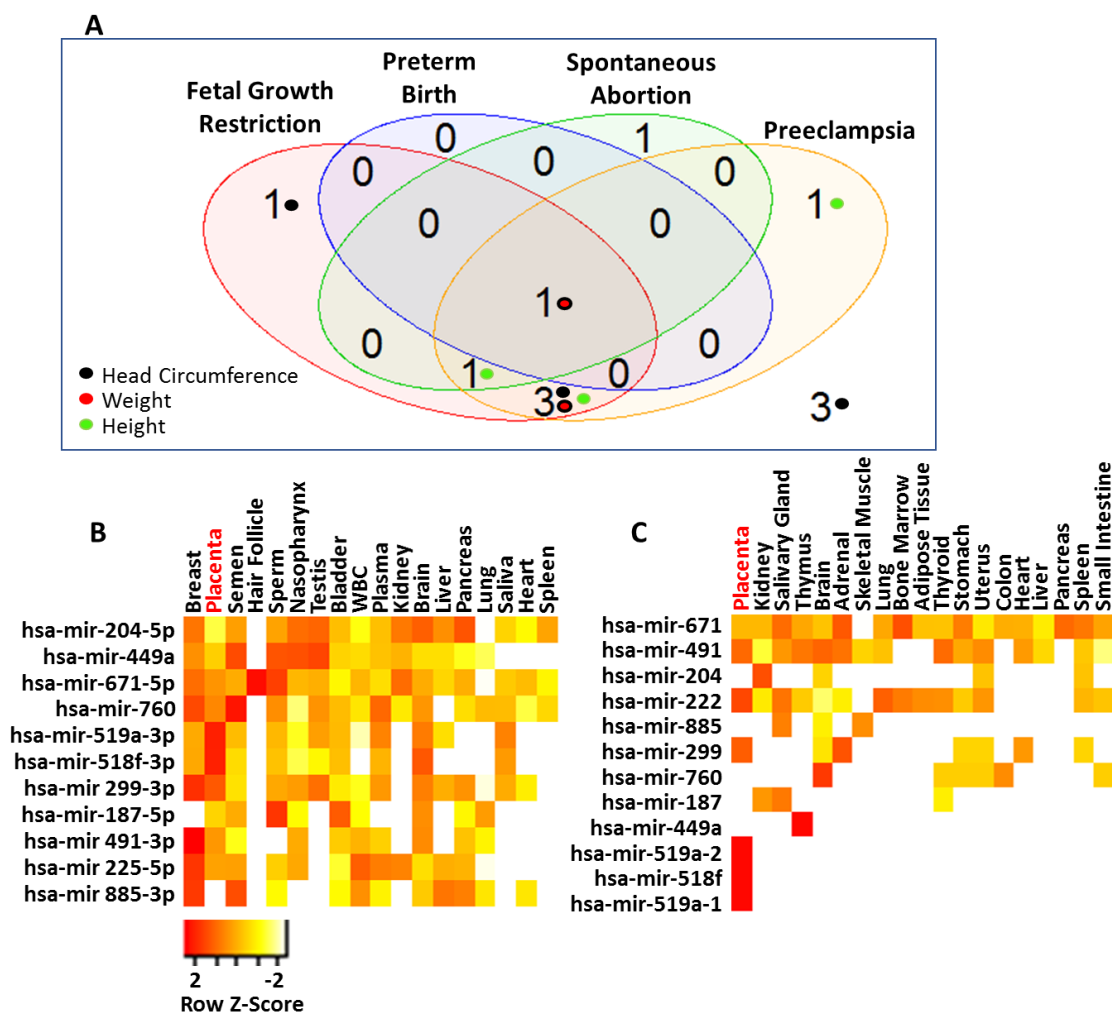 A
Fetal Growth
Restriction
Preterm
Birth
Spontaneous
Abortion
Preeclampsia
0
1
0
0
0
1
1
0
0
1
0
0
1
0
3
3
Head Circumference
Weight
Height
B
Breast
Placenta
Semen
Hair Follicle
Sperm
Nasopharynx
Testis
Bladder
WBC
Plasma
Kidney
Brain
Liver
Pancreas
Lung
Saliva
Heart
Spleen
hsa-mir-204-5p
hsa-mir-449a
hsa-mir-671-5p
hsa-mir-760
hsa-mir-519a-3p
hsa-mir-518f-3p
hsa-mir 299-3p
hsa-mir-187-5p
hsa-mir 491-3p
hsa-mir 225-5p
hsa-mir 885-3p
2
-2
Row Z-Score
C
Placenta
Kidney
Salivary Gland
Thymus
Brain
Adrenal
Skeletal Muscle
Lung
Bone Marrow
Adipose Tissue
Thyroid
Stomach
Uterus
Colon
Heart
Liver
Pancreas
Spleen
Small Intestine
hsa-mir-671
hsa-mir-491
hsa-mir-204
hsa-mir-222
hsa-mir-885
hsa-mir-299
hsa-mir-760
hsa-mir-187
hsa-mir-449a
hsa-mir-519a-2
hsa-mir-518f
hsa-mir-519a-1